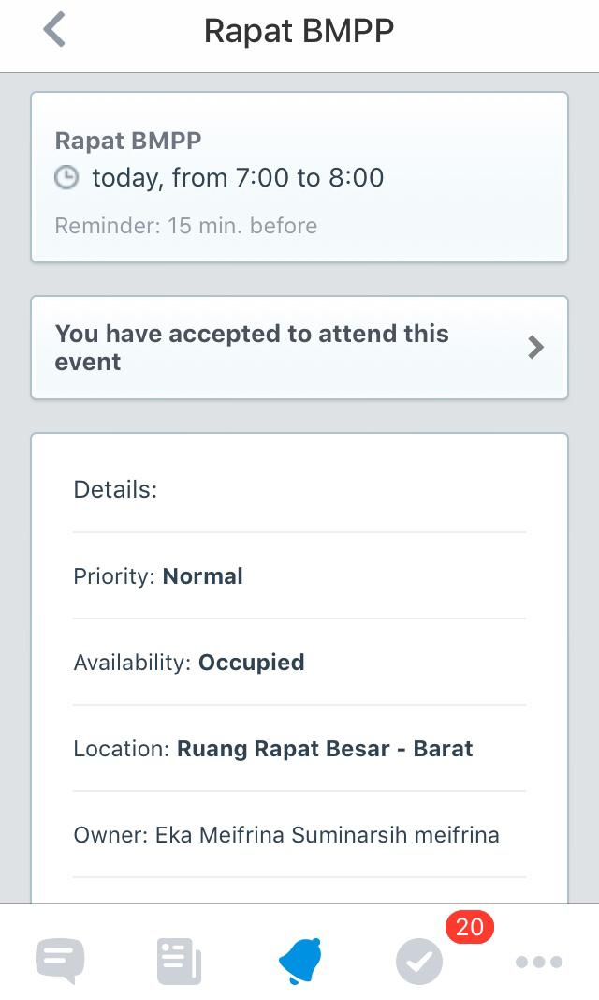 Rapat BMPP
Rapat BMPP
today, from 7:00 to 8:00
Reminder: 15 min. before
You have accepted to attend this
event
Details:
Priority: Normal
Availability: Occupied
Location: Ruang Rapat Besar - Barat
Owner: Eka Meifrina Suminarsih meifrina
20